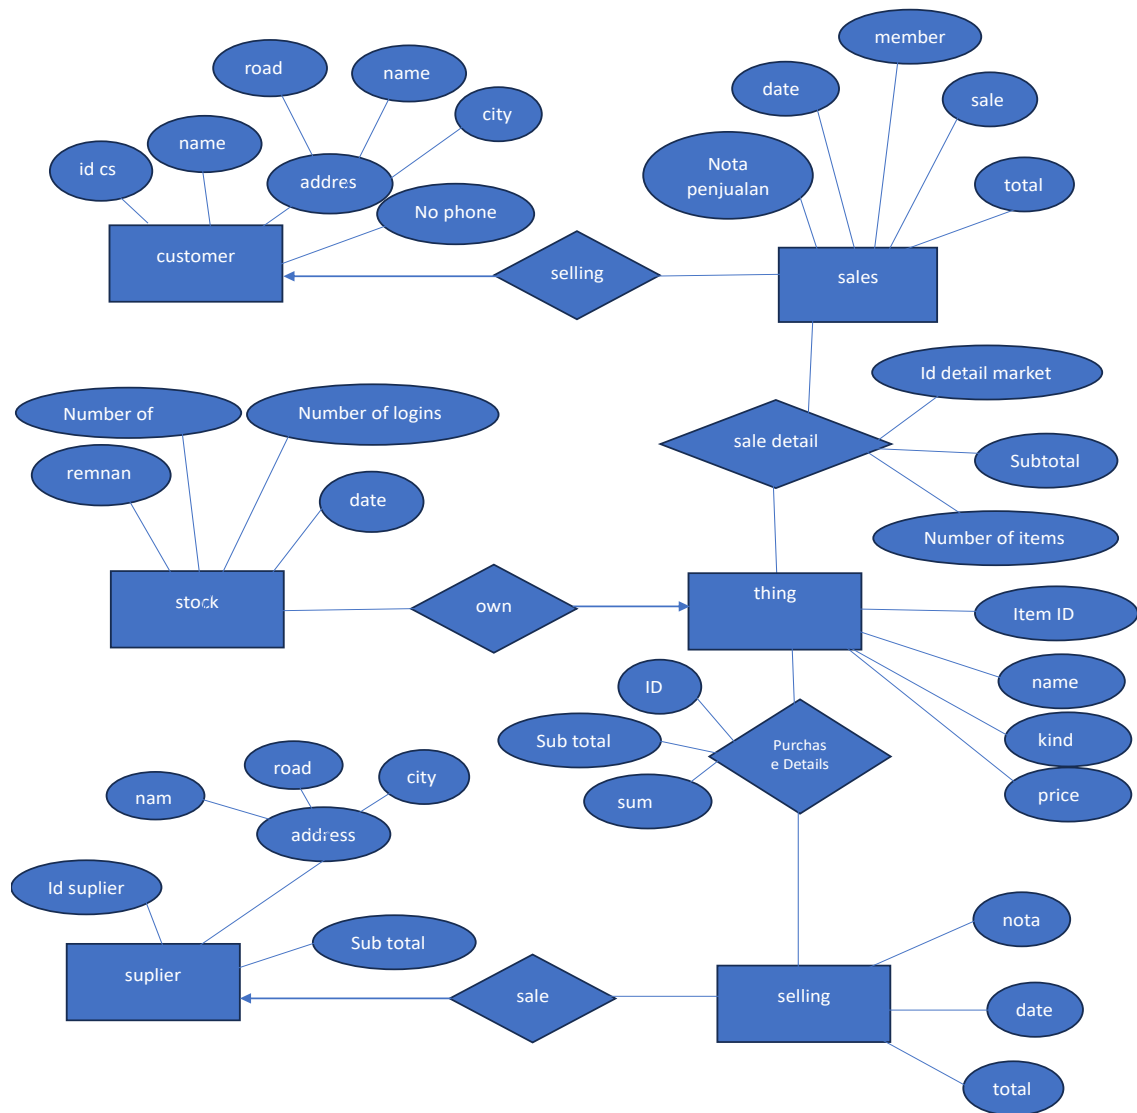 member
road
name
date
sale
city
name
id cs
addres
Nota
penjualan
total
No phone
customer
selling
sales
Id detail market
Number of
Number of logins
sale detail
Subtotal
remnan
date
Number of items
thing
stock
own
Item ID
name
ID
kind
Sub total
Purchas
e Details
road
city
nam
sum
price
address
Id suplier
nota
Sub total
suplier
sale
selling
date
total